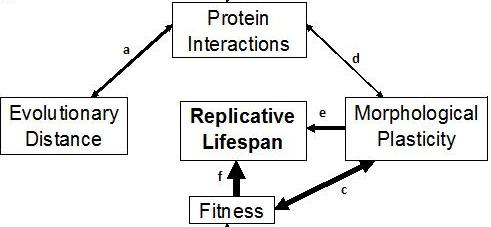 Protein
Interactions
a
d
Evolutionary
Distance
Replicative
Lifespan
e
Morphological
Plasticity
f
c
Fitness